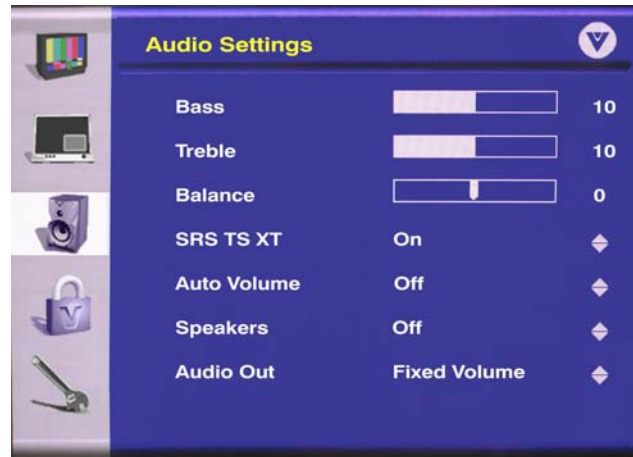 Audio Settings
Bass 10
Treble 10
Balance 0
SRS TS XT On
Auto Volume Off
Speakers Off
Audio Out Fixed Volume